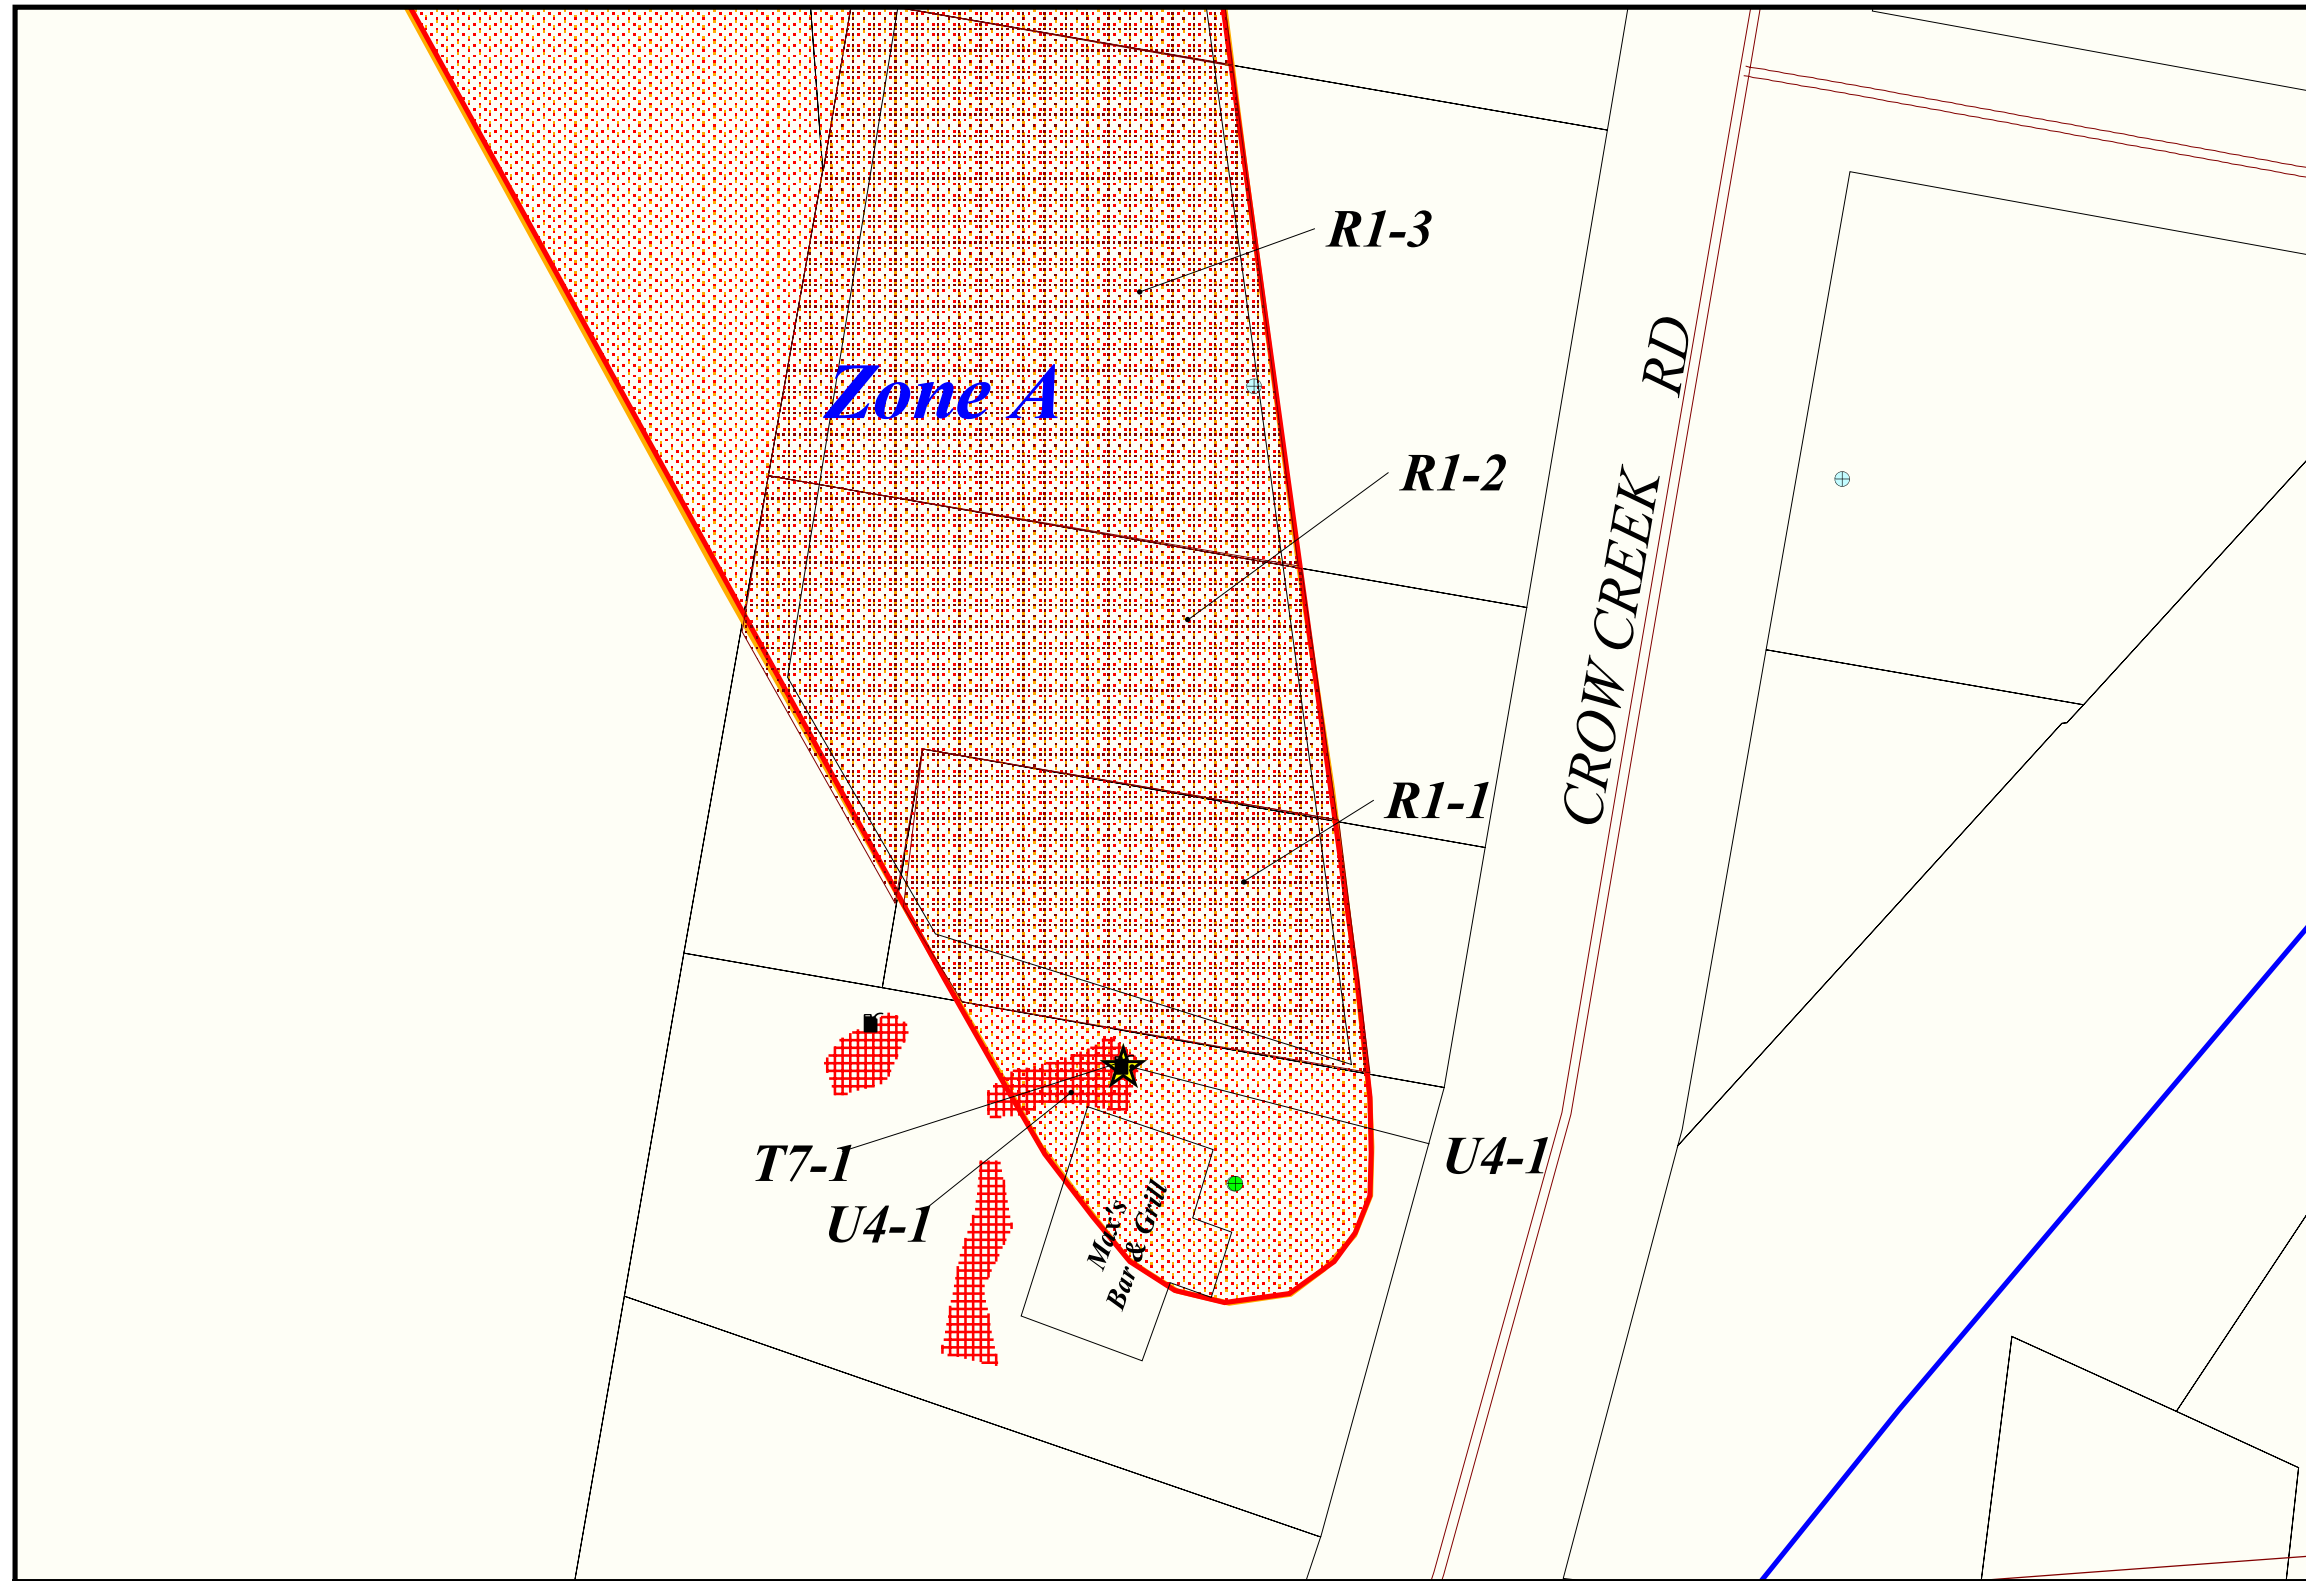 R1-3
Zone A
R1-2
CROW CREEK RD
R1-1
T7-1
U4-1
U4-1
Max's
Bar & Grill